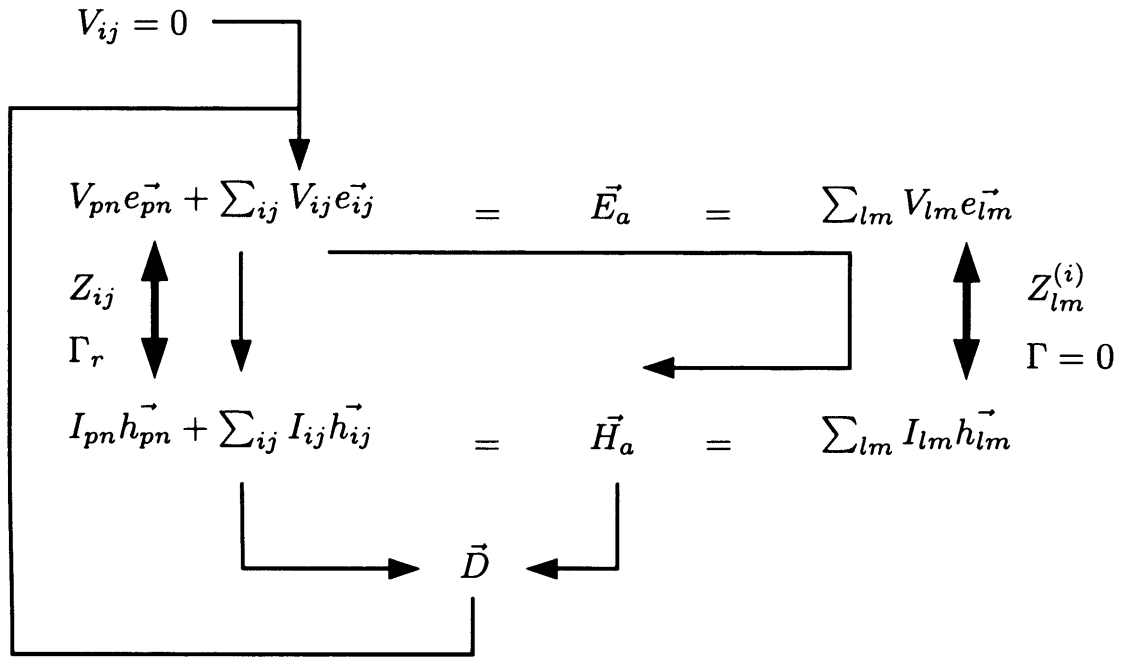 V_{ij} = 0
V_{pn}\vec{e_{pn}} + \sum_{ij} V_{ij}\vec{e_{ij}} = \vec{E_a} = \sum_{lm} V_{lm}\vec{e_{lm}}
Z_{ij} Z_{lm}^{(i)}
Γ_r Γ = 0
I_{pn}\vec{h_{pn}} + \sum_{ij} I_{ij}\vec{h_{ij}} = \vec{H_a} = \sum_{lm} I_{lm}\vec{h_{lm}}
\vec{D}